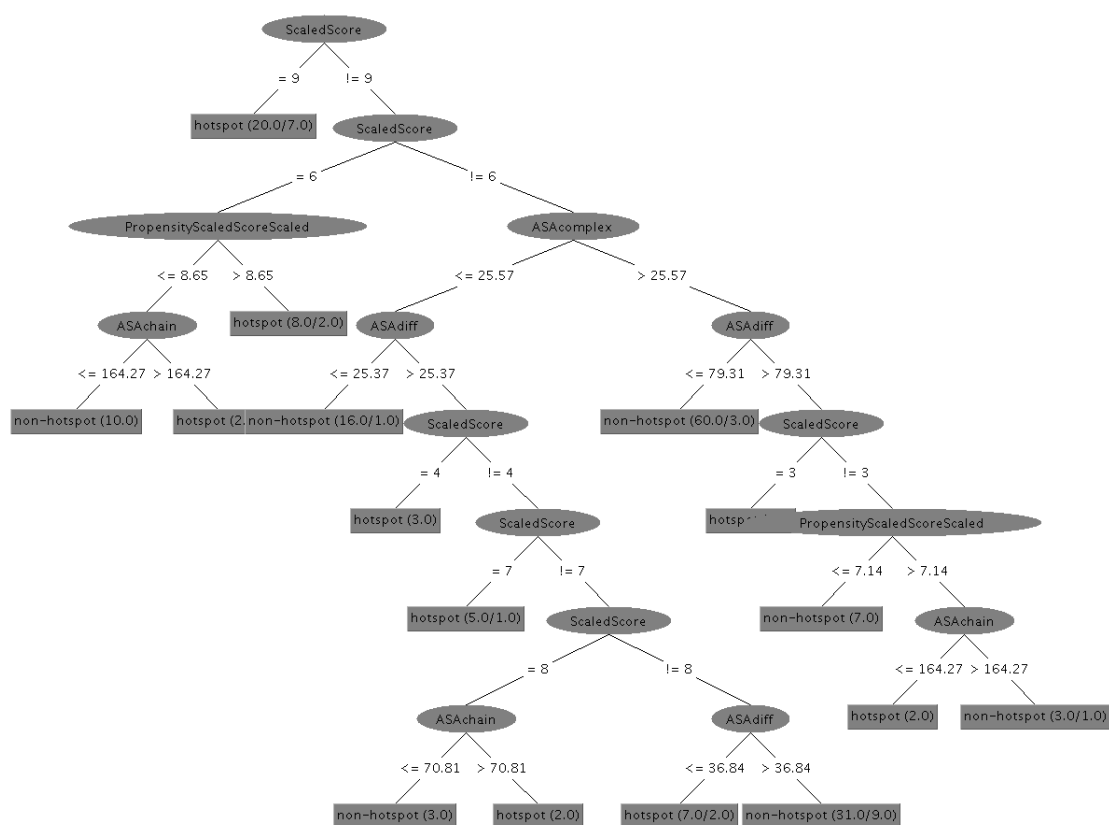 ScaledScore
= 9 != 9
hotspot (20.0/7.0) ScaledScore
= 6 != 6
PropensityScaledScoreScaled ASAcomplex
<= 8.65 > 8.65 <= 25.57 > 25.57
ASAchain hotspot (8.0/2.0) ASAdiff ASAdiff
<= 164.27 > 164.27 <= 25.37 > 25.37 <= 79.31 > 79.31
non-hotspot (10.0) hotspot (2. non-hotspot (16.0/1.0) ScaledScore non-hotspot (60.0/3.0) ScaledScore
= 4 != 4 = 3 != 3
hotspot (3.0) ScaledScore PropensityScaledScoreScaled
= 7 != 7 <= 7.14 > 7.14
hotspot (5.0/1.0) ScaledScore non-hotspot (7.0) ASAchain
= 8 != 8 <= 164.27 > 164.27
ASAchain ASAdiff hotspot (2.0) non-hotspot (3.0/1.0)
<= 70.81 > 70.81 <= 36.84 > 36.84
non-hotspot (3.0) hotspot (2.0) hotspot (7.0/2.0) non-hotspot (31.0/9.0)